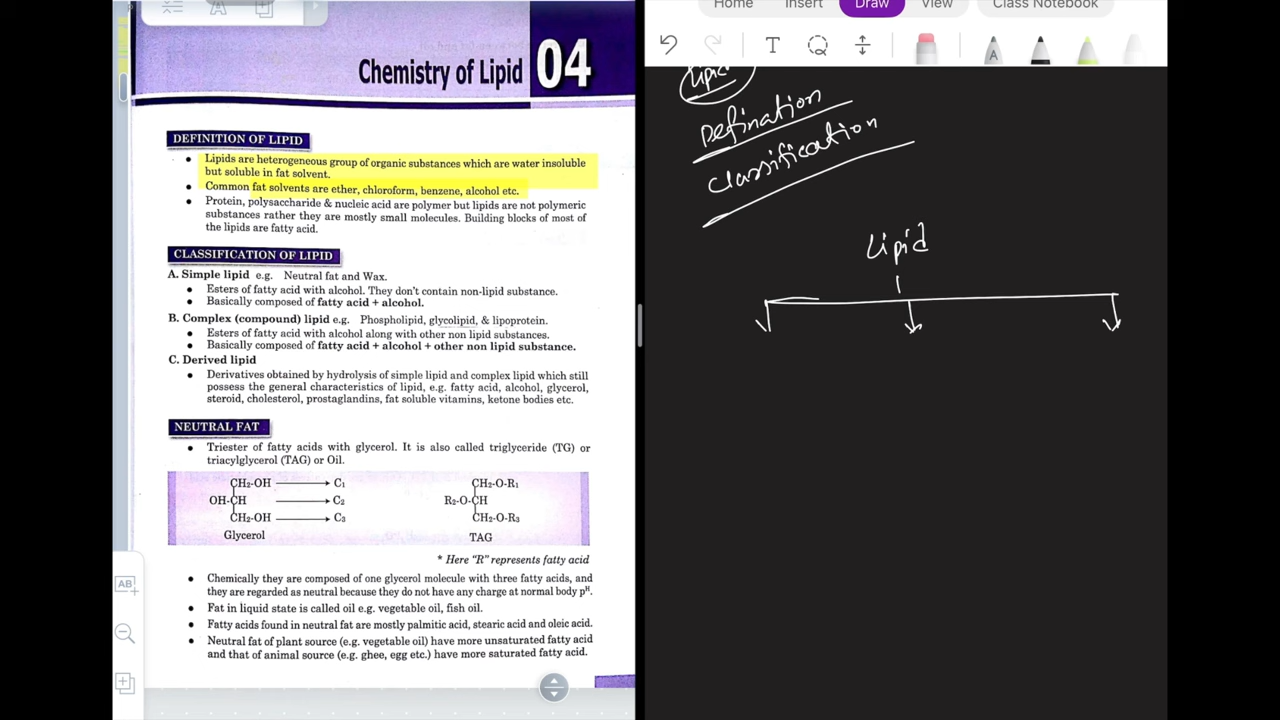 Chemistry of Lipid 04
DEFINITION OF LIPID
• Lipids are heterogeneous group of organic substances which are water insoluble
but soluble in fat solvent.
• Common fat solvents are ether, chloroform, benzene, alcohol etc.
• Protein, polysaccharide & nucleic acid are polymer but lipids are not polymeric
substances rather they are mostly small molecules. Building blocks of most of
the lipids are fatty acid.
CLASSIFICATION OF LIPID
A. Simple lipid e.g. Neutral fat and Wax.
• Esters of fatty acid with alcohol. They don't contain non-lipid substance.
• Basically composed of fatty acid + alcohol.
B. Complex (compound) lipid e.g. Phospholipid, glycolipid, & lipoprotein.
• Esters of fatty acid with alcohol along with other non lipid substances.
• Basically composed of fatty acid + alcohol + other non lipid substance.
C. Derived lipid
• Derivatives obtained by hydrolysis of simple lipid and complex lipid which still
possess the general characteristics of lipid, e.g. fatty acid, alcohol, glycerol,
steroid, cholesterol, prostaglandins, fat soluble vitamins, ketone bodies etc.
NEUTRAL FAT
• Triester of fatty acids with glycerol. It is also called triglyceride (TG) or
triacylglycerol (TAG) or Oil.
CH₂-OH → C₁ CH₂-O-R₁
OH-CH → C₂ R₂-O-CH
CH₂-OH → C₃ CH₂-O-R₃
Glycerol TAG
* Here "R" represents fatty acid
• Chemically they are composed of one glycerol molecule with three fatty acids, and
they are regarded as neutral because they do not have any charge at normal body pᴴ.
• Fat in liquid state is called oil e.g. vegetable oil, fish oil.
• Fatty acids found in neutral fat are mostly palmitic acid, stearic acid and oleic acid.
• Neutral fat of plant source (e.g. vegetable oil) have more unsaturated fatty acid
and that of animal source (e.g. ghee, egg etc.) have more saturated fatty acid.
AB
Home Insert Draw View Class Notebook
T
Lipid
Defination
classification
Lipid